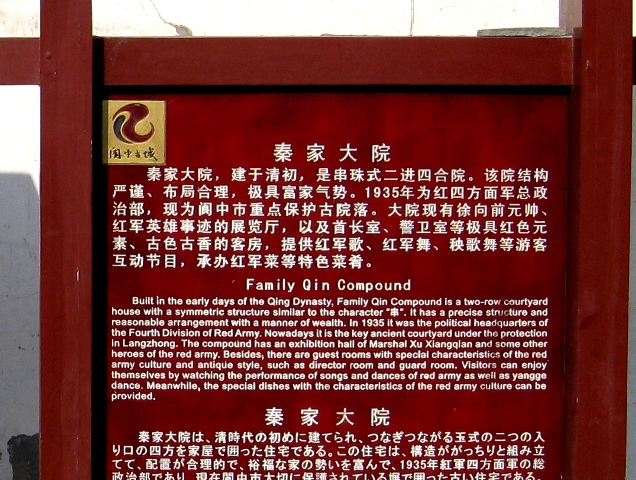 阆中古城
秦家大院
秦家大院，建于清初，是串珠式二进四合院。该院结构
严谨、布局合理，极具富家气势。1935年为红四方面军总政
治部，现为阆中市重点保护古院落。大院现有徐向前元帅、
红军英雄事迹的展览厅，以及首长室、警卫室等极具红色元
素、古色古香的客房，提供红军歌、红军舞、秧歌舞等游客
互动节目，承办红军菜等特色菜肴。
Family Qin Compound
Built in the early days of the Qing Dynasty, Family Qin Compound is a two-row courtyard
house with a symmetric structure similar to the character "串". It has a precise structure and
reasonable arrangement with a manner of wealth. In 1935 it was the political headquarters of
the Fourth Division of Red Army. Nowadays it is the key ancient courtyard under the protection
in Langzhong. The compound has an exhibition hall of Marshal Xu Xiangqian and some other
heroes of the red army. Besides, there are guest rooms with special characteristics of the red
army culture and antique style, such as director room and guard room. Visitors can enjoy
themselves by watching the performance of songs and dances of red army as well as yangge
dance. Meanwhile, the special dishes with the characteristics of the red army culture can be
provided.
秦家大院
秦家大院は、清時代の初めに建てられ、つなぎつながる玉式の二つの入
り口の四方を家屋で囲った住宅である。この住宅は、構造ががっちりと組み立
てて、配置が合理的で、裕福な家の勢いを富んで、1935年紅軍四方面軍の総
政治部であり、現在閬中市大切に保護されている塀で囲った古い住宅である。